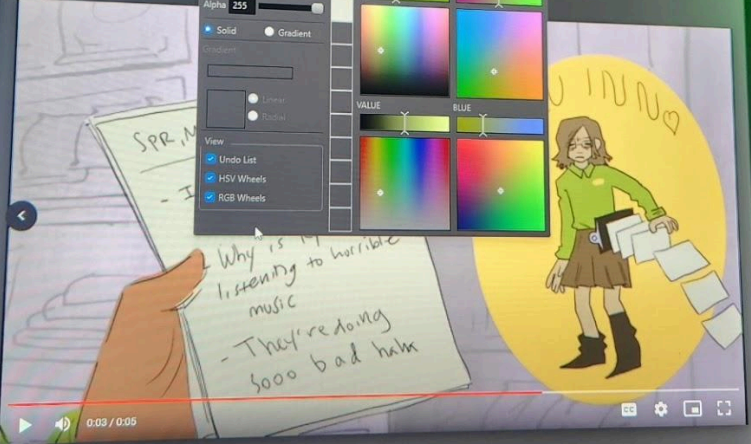 Alpha 255
Solid Gradient
Gradient
Linear
Radial
View
Undo List
HSV Wheels
RGB Wheels
VALUE BLUE
SPR,
- I
- Why is
listening to horrible
music
- They're doing
sooo bad haha
INN♡
0:03 / 0:05
CC